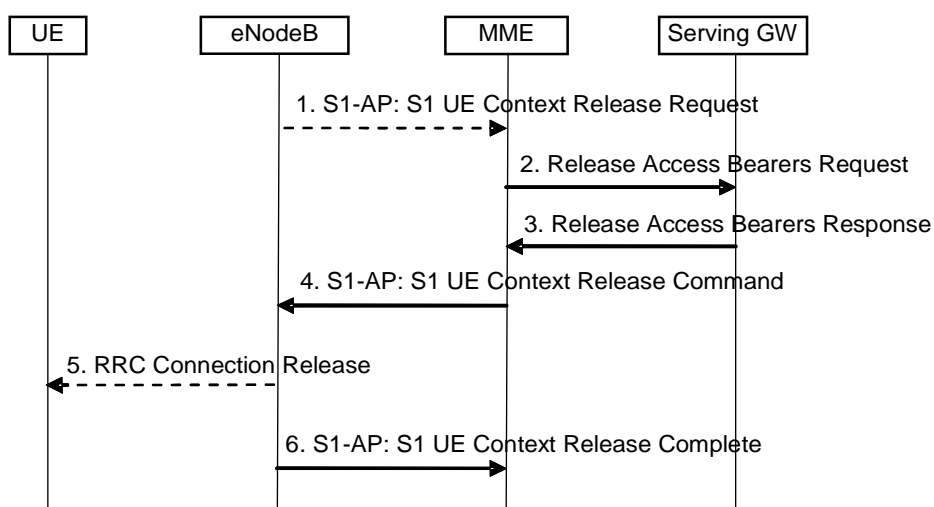 UE
eNodeB
MME
Serving GW
1. S1-AP: S1 UE Context Release Request
2. Release Access Bearers Request
3. Release Access Bearers Response
4. S1-AP: S1 UE Context Release Command
5. RRC Connection Release
6. S1-AP: S1 UE Context Release Complete